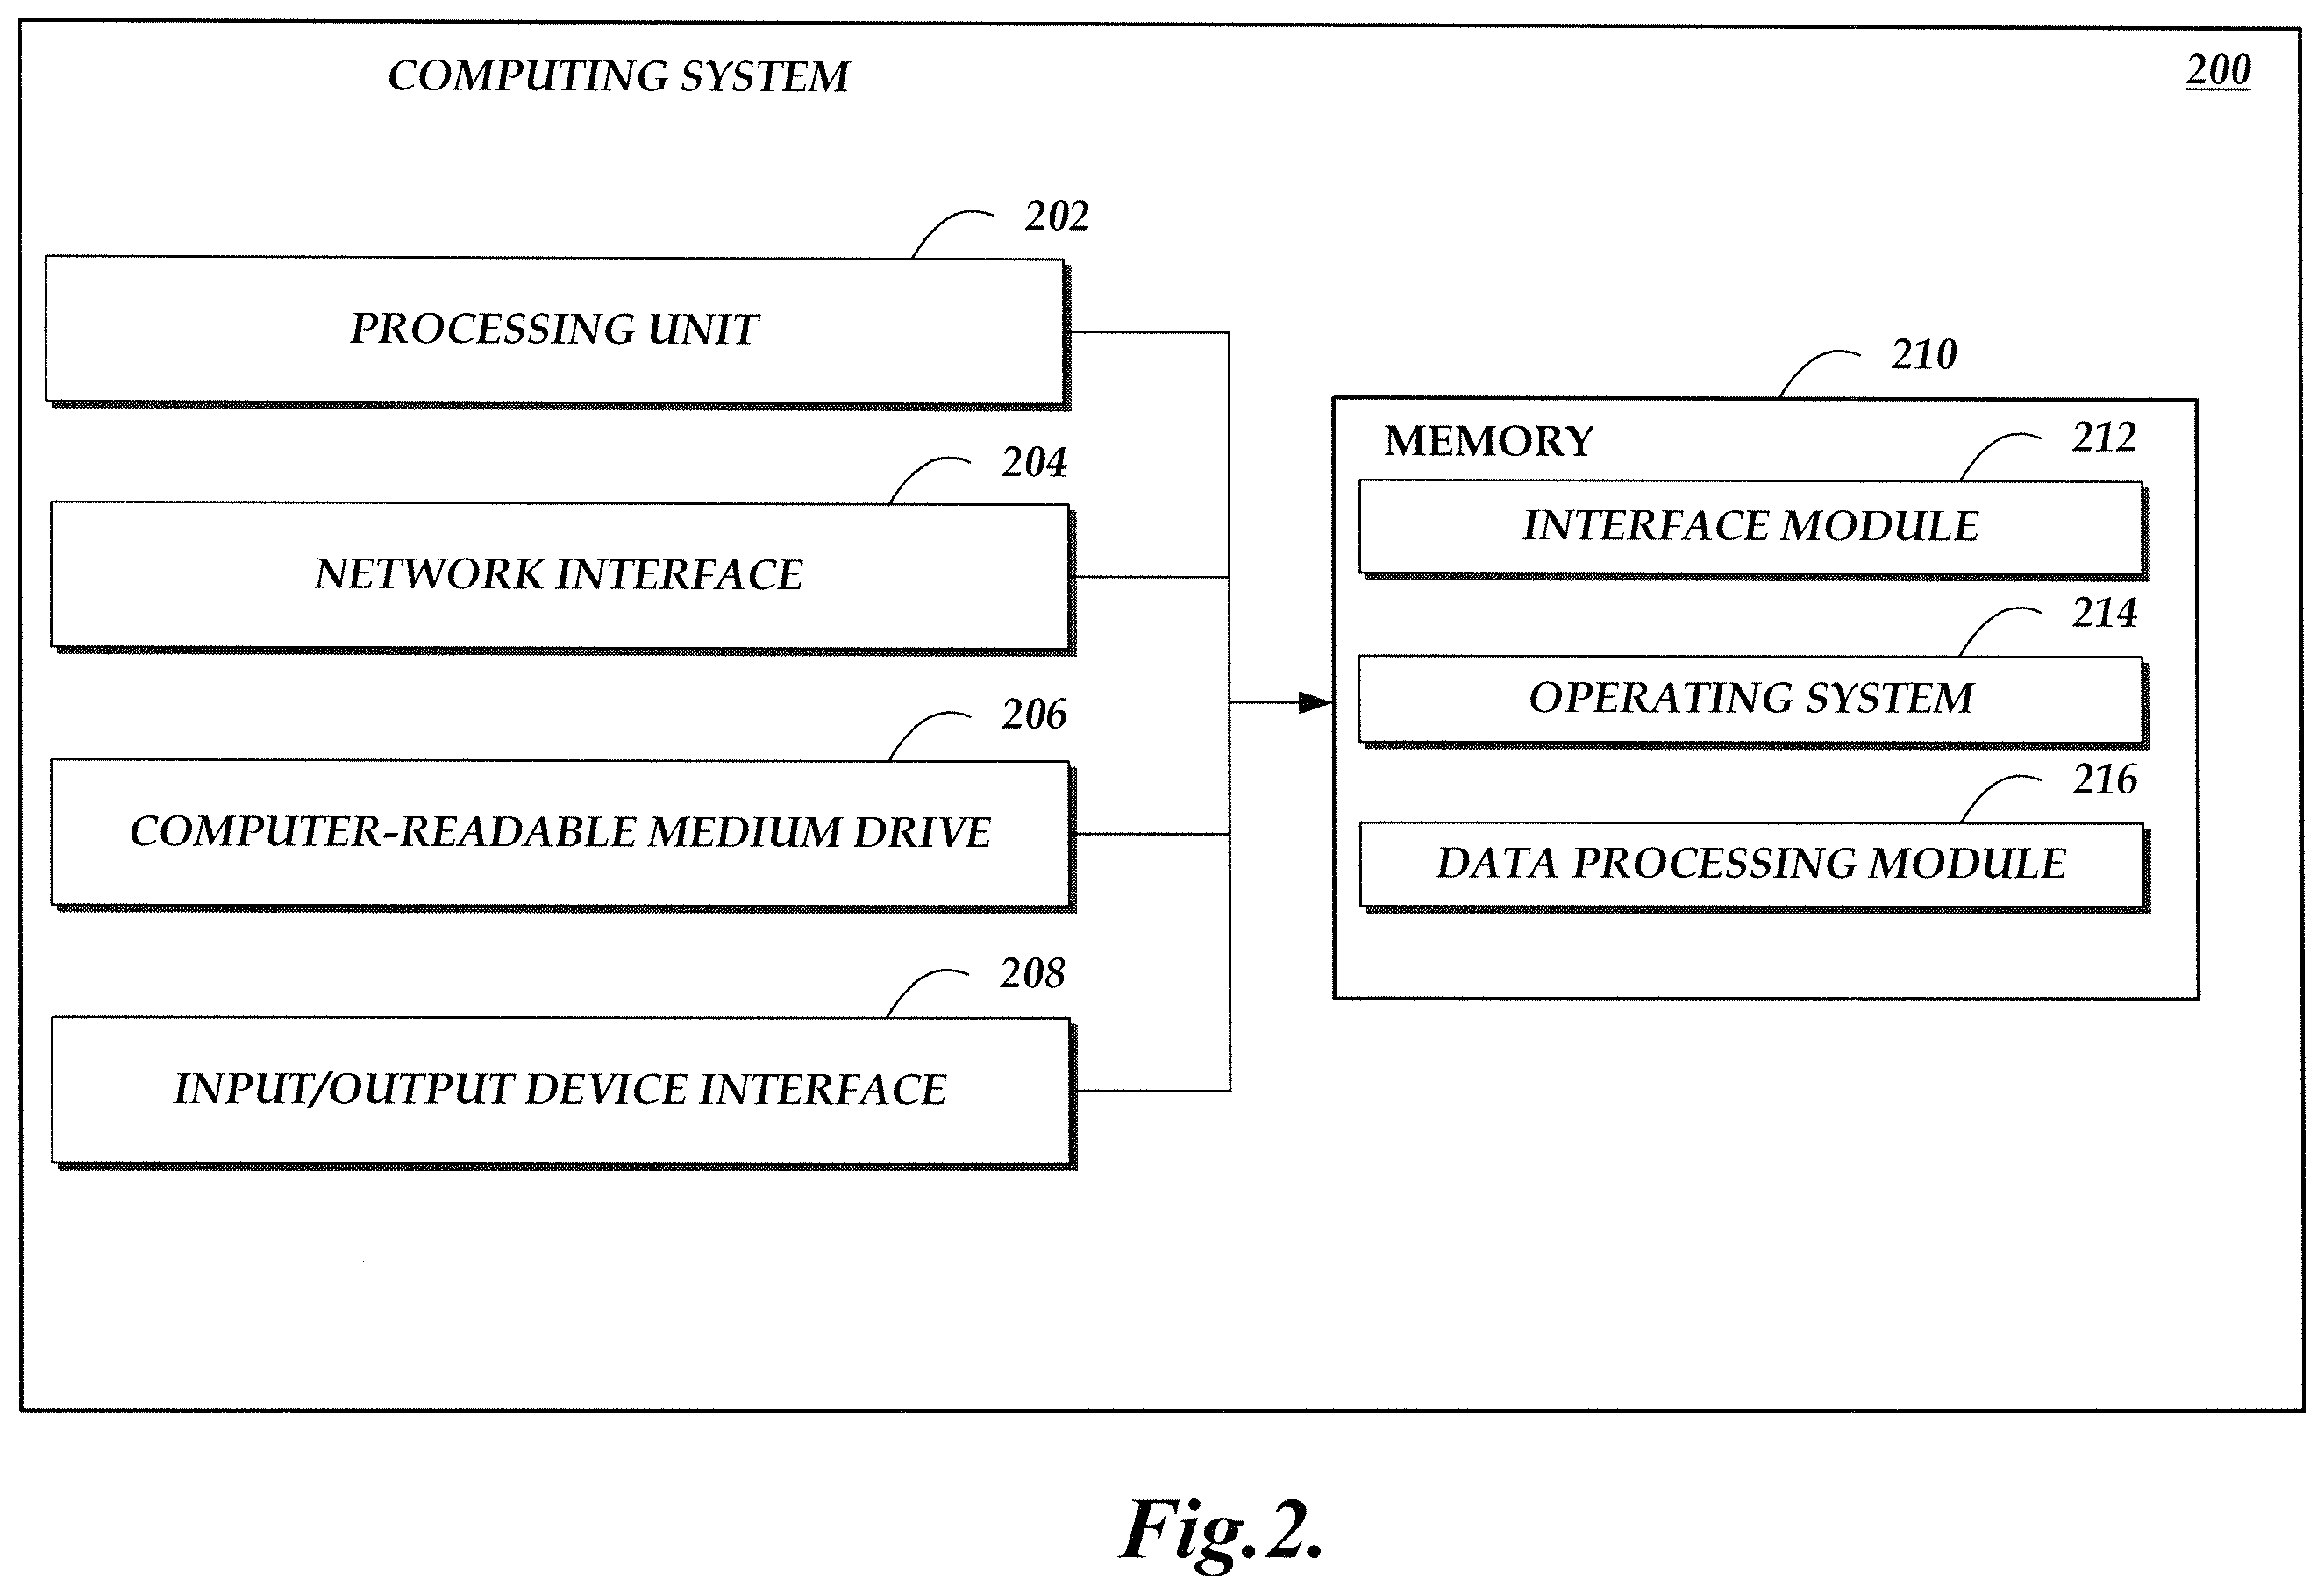 COMPUTING SYSTEM
200
202
PROCESSING UNIT
204
NETWORK INTERFACE
206
COMPUTER-READABLE MEDIUM DRIVE
208
INPUT/OUTPUT DEVICE INTERFACE
210
MEMORY
212
INTERFACE MODULE
214
OPERATING SYSTEM
216
DATA PROCESSING MODULE
Fig.2.